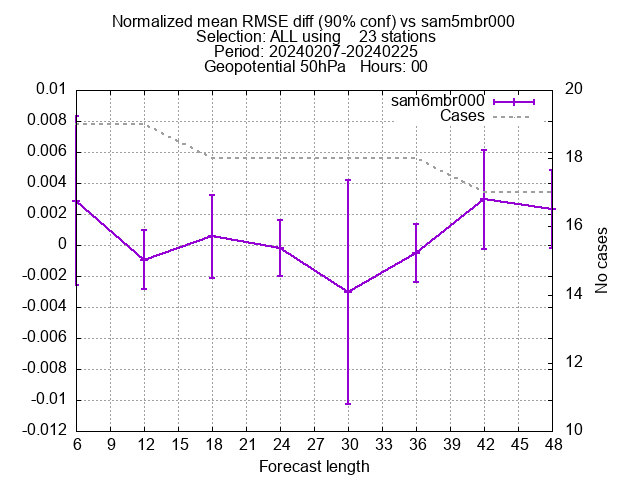 Normalized mean RMSE diff (90% conf) vs sam5mbr000
Selection: ALL using    23 stations
Period: 20240207-20240225
Geopotential 50hPa   Hours: 00
sam6mbr000
Cases
0.01
0.008
0.006
0.004
0.002
0
-0.002
-0.004
-0.006
-0.008
-0.01
-0.012
20
18
16
14
12
10
No cases
6 9 12 15 18 21 24 27 30 33 36 39 42 45 48
Forecast length